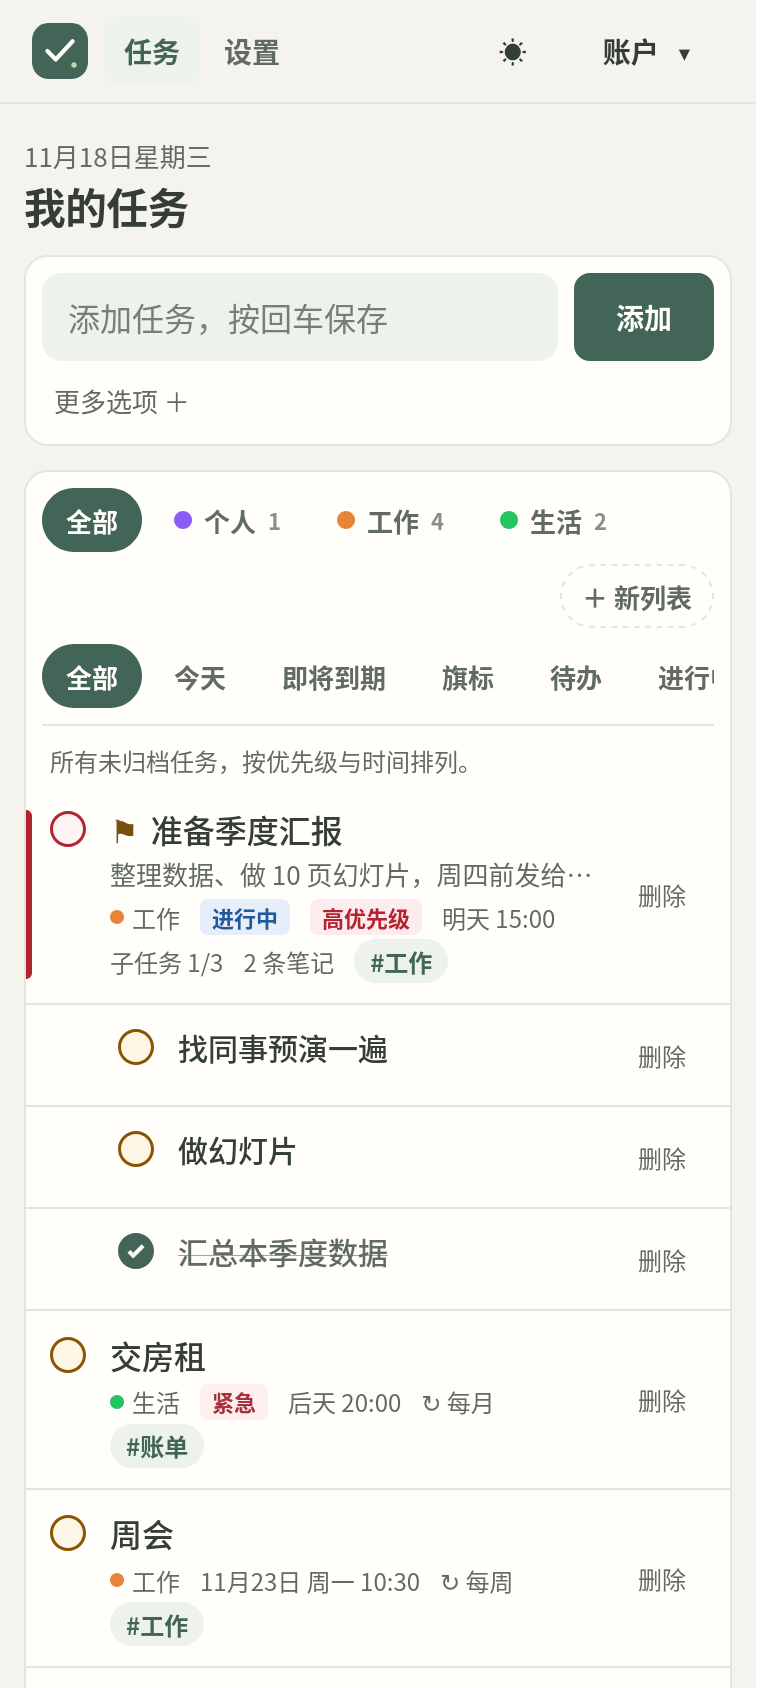 任务 设置 账户 ▼
11月18日星期三
我的任务
添加任务，按回车保存 添加
更多选项 ＋
全部 个人 1 工作 4 生活 2
＋ 新列表
全部 今天 即将到期 旗标 待办 进行
所有未归档任务，按优先级与时间排列。
准备季度汇报
整理数据、做 10 页幻灯片，周四前发给…
删除
工作 进行中 高优先级 明天 15:00
子任务 1/3 2 条笔记 #工作
找同事预演一遍 删除
做幻灯片 删除
汇总本季度数据 删除
交房租
生活 紧急 后天 20:00 ↻ 每月 删除
#账单
周会
工作 11月23日 周一 10:30 ↻ 每周 删除
#工作